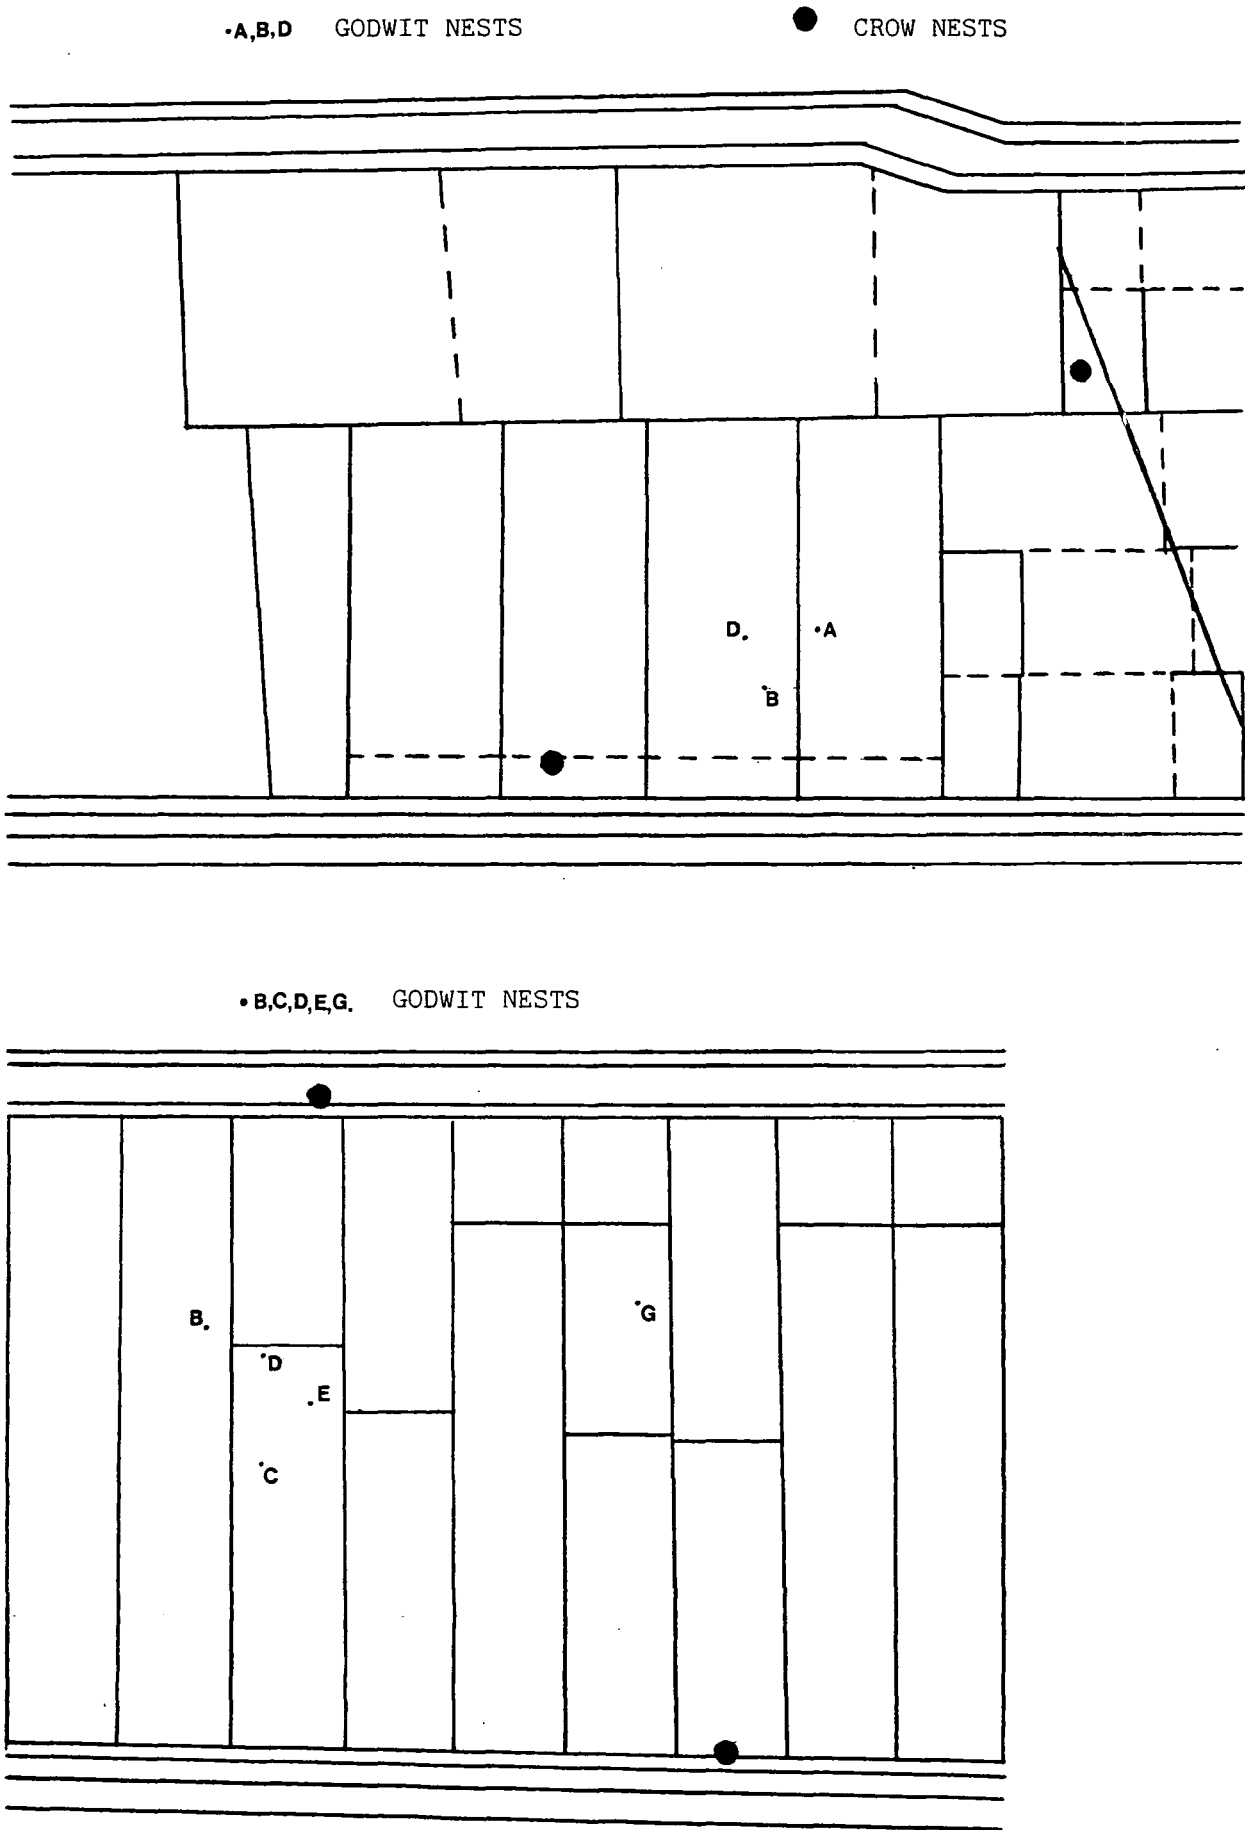 •A,B,D GODWIT NESTS ● CROW NESTS
D. •A
B
• B,C,D,E,G. GODWIT NESTS
G
B.
D
E
C